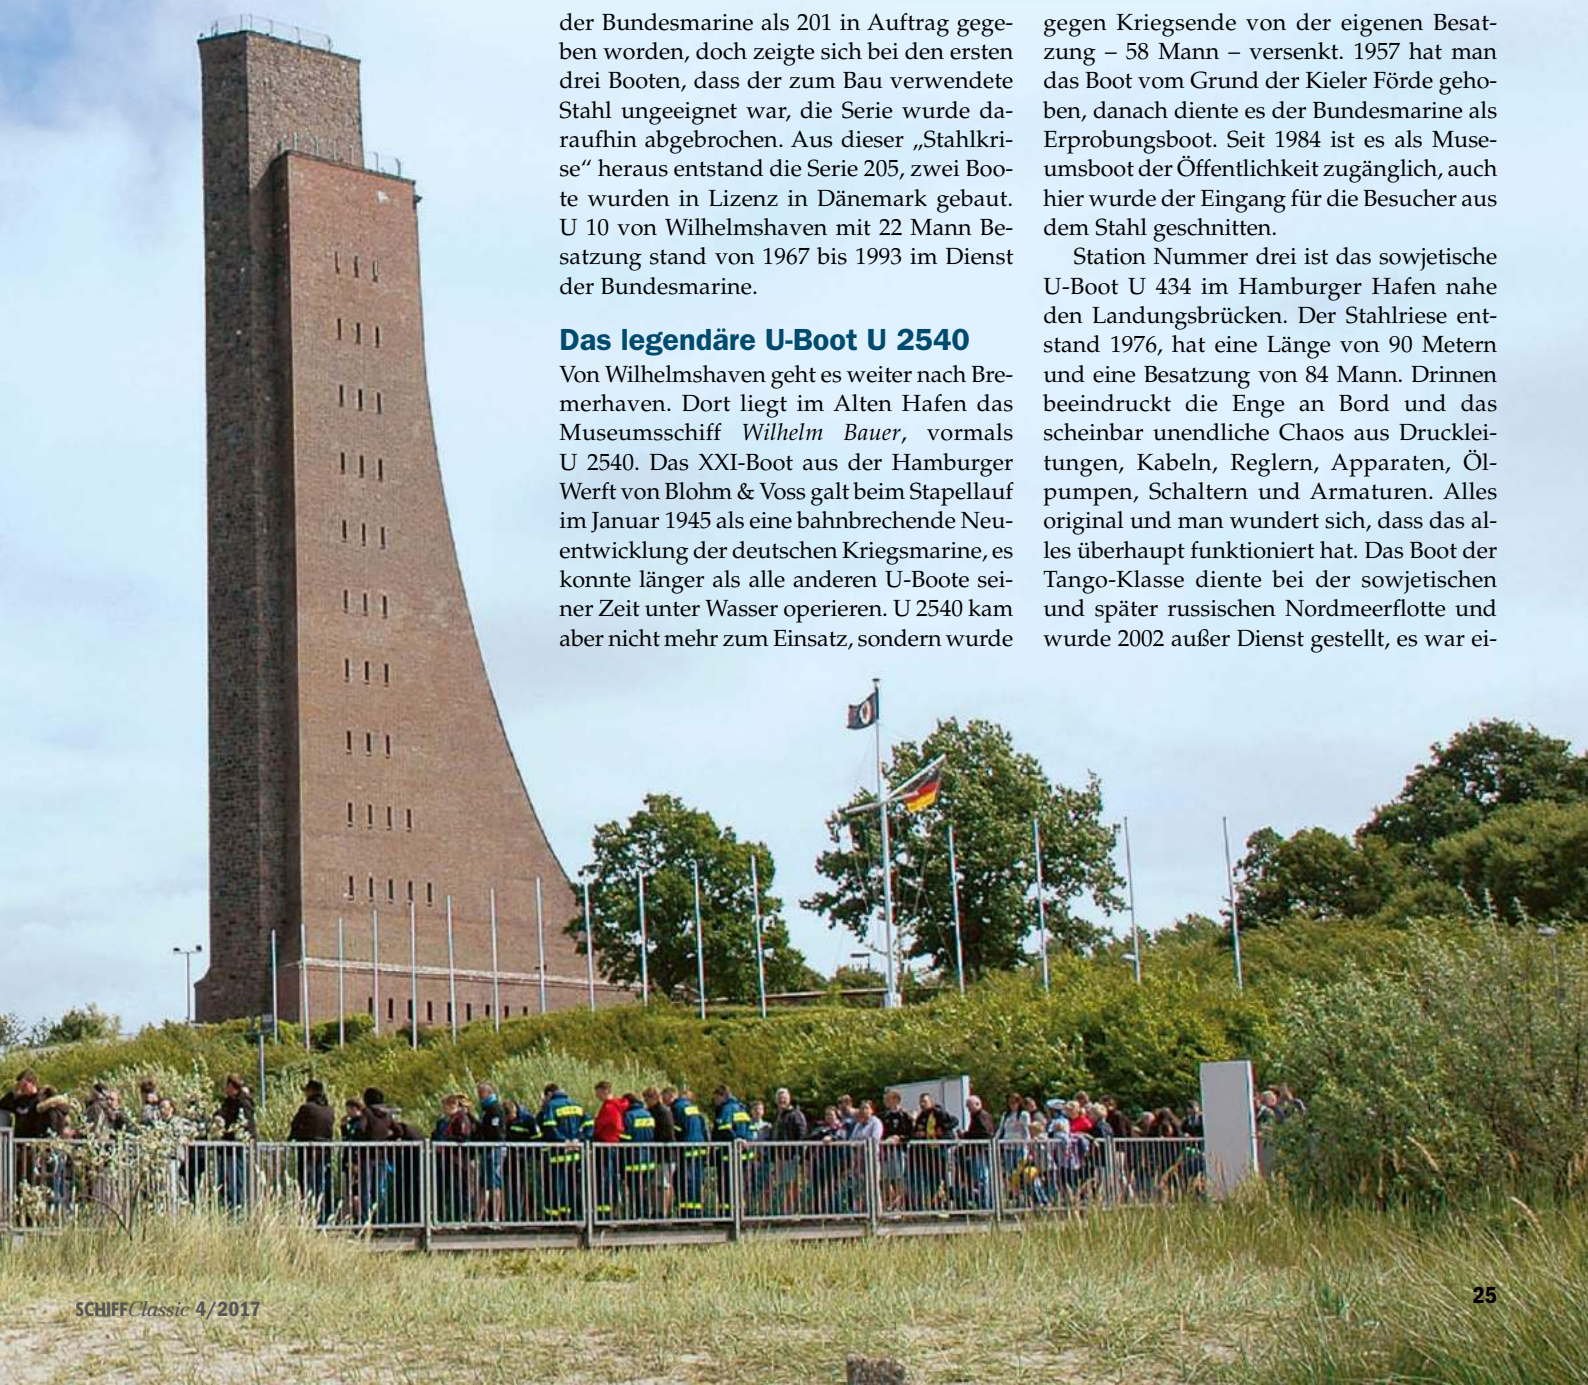 der Bundesmarine als 201 in Auftrag gege-
ben worden, doch zeigte sich bei den ersten
drei Booten, dass der zum Bau verwendete
Stahl ungeeignet war, die Serie wurde da-
raufhin abgebrochen. Aus dieser „Stahlkri-
se“ heraus entstand die Serie 205, zwei Boo-
te wurden in Lizenz in Dänemark gebaut.
U 10 von Wilhelmshaven mit 22 Mann Be-
satzung stand von 1967 bis 1993 im Dienst
der Bundesmarine.
Das legendäre U-Boot U 2540
Von Wilhelmshaven geht es weiter nach Bre-
merhaven. Dort liegt im Alten Hafen das
Museumsschiff Wilhelm Bauer, vormals
U 2540. Das XXI-Boot aus der Hamburger
Werft von Blohm & Voss galt beim Stapellauf
im Januar 1945 als eine bahnbrechende Neu-
entwicklung der deutschen Kriegsmarine, es
konnte länger als alle anderen U-Boote sei-
ner Zeit unter Wasser operieren. U 2540 kam
aber nicht mehr zum Einsatz, sondern wurde
gegen Kriegsende von der eigenen Besat-
zung – 58 Mann – versenkt. 1957 hat man
das Boot vom Grund der Kieler Förde geho-
ben, danach diente es der Bundesmarine als
Erprobungsboot. Seit 1984 ist es als Muse-
umsboot der Öffentlichkeit zugänglich, auch
hier wurde der Eingang für die Besucher aus
dem Stahl geschnitten.
Station Nummer drei ist das sowjetische
U-Boot U 434 im Hamburger Hafen nahe
den Landungsbrücken. Der Stahlriese ent-
stand 1976, hat eine Länge von 90 Metern
und eine Besatzung von 84 Mann. Drinnen
beeindruckt die Enge an Bord und das
scheinbar unendliche Chaos aus Drucklei-
tungen, Kabeln, Reglern, Apparaten, Öl-
pumpen, Schaltern und Armaturen. Alles
original und man wundert sich, dass das al-
les überhaupt funktioniert hat. Das Boot der
Tango-Klasse diente bei der sowjetischen
und später russischen Nordmeerflotte und
wurde 2002 außer Dienst gestellt, es war ei-
SCHIFFClassic 4/2017
25